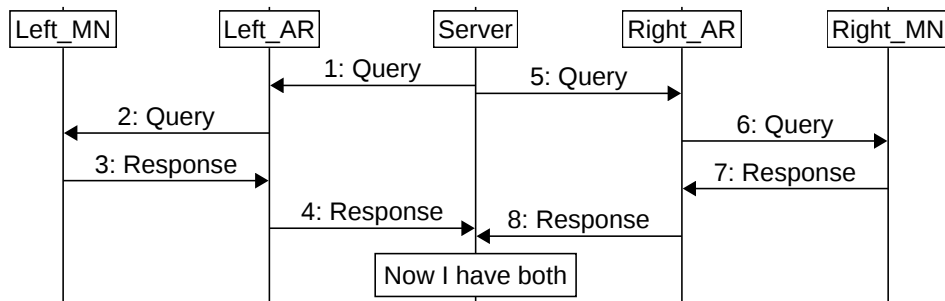 Left_MN
Left_AR
Server
Right_AR
Right_MN
1: Query
5: Query
2: Query
6: Query
3: Response
7: Response
4: Response
8: Response
Now I have both